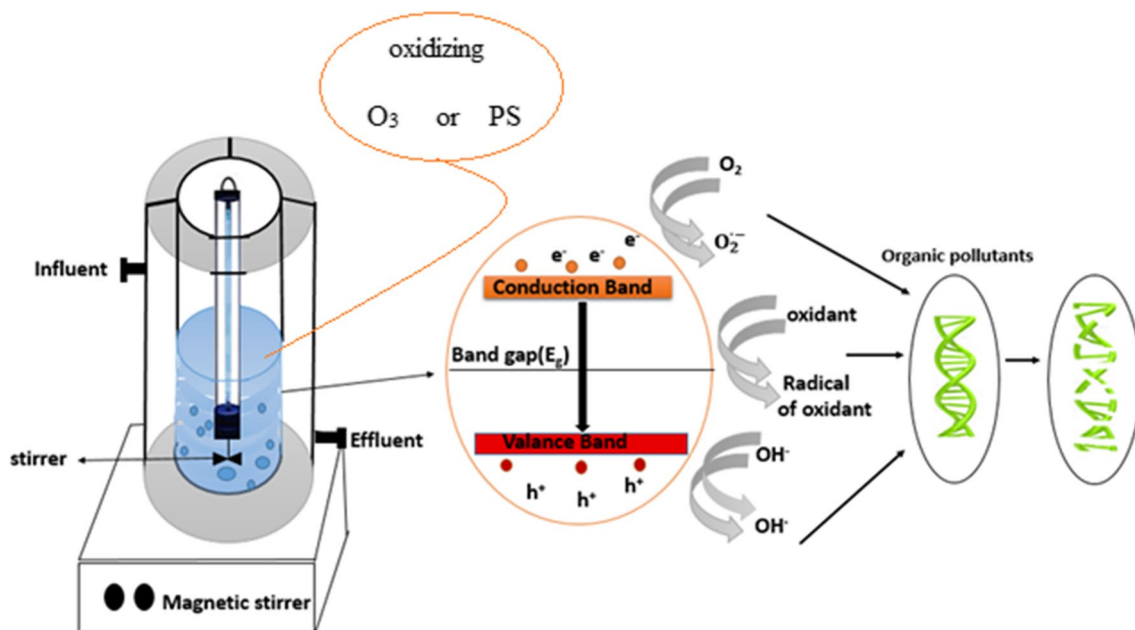 oxidizing
O₃ or PS
Influent
Effluent
stirrer
Magnetic stirrer
e⁻ e⁻ e⁻
Conduction Band
Band gap(E_g)
Valance Band
h⁺ h⁺ h⁺
O₂
O₂˙⁻
oxidant
Radical
of oxidant
OH⁻
OH˙
Organic pollutants